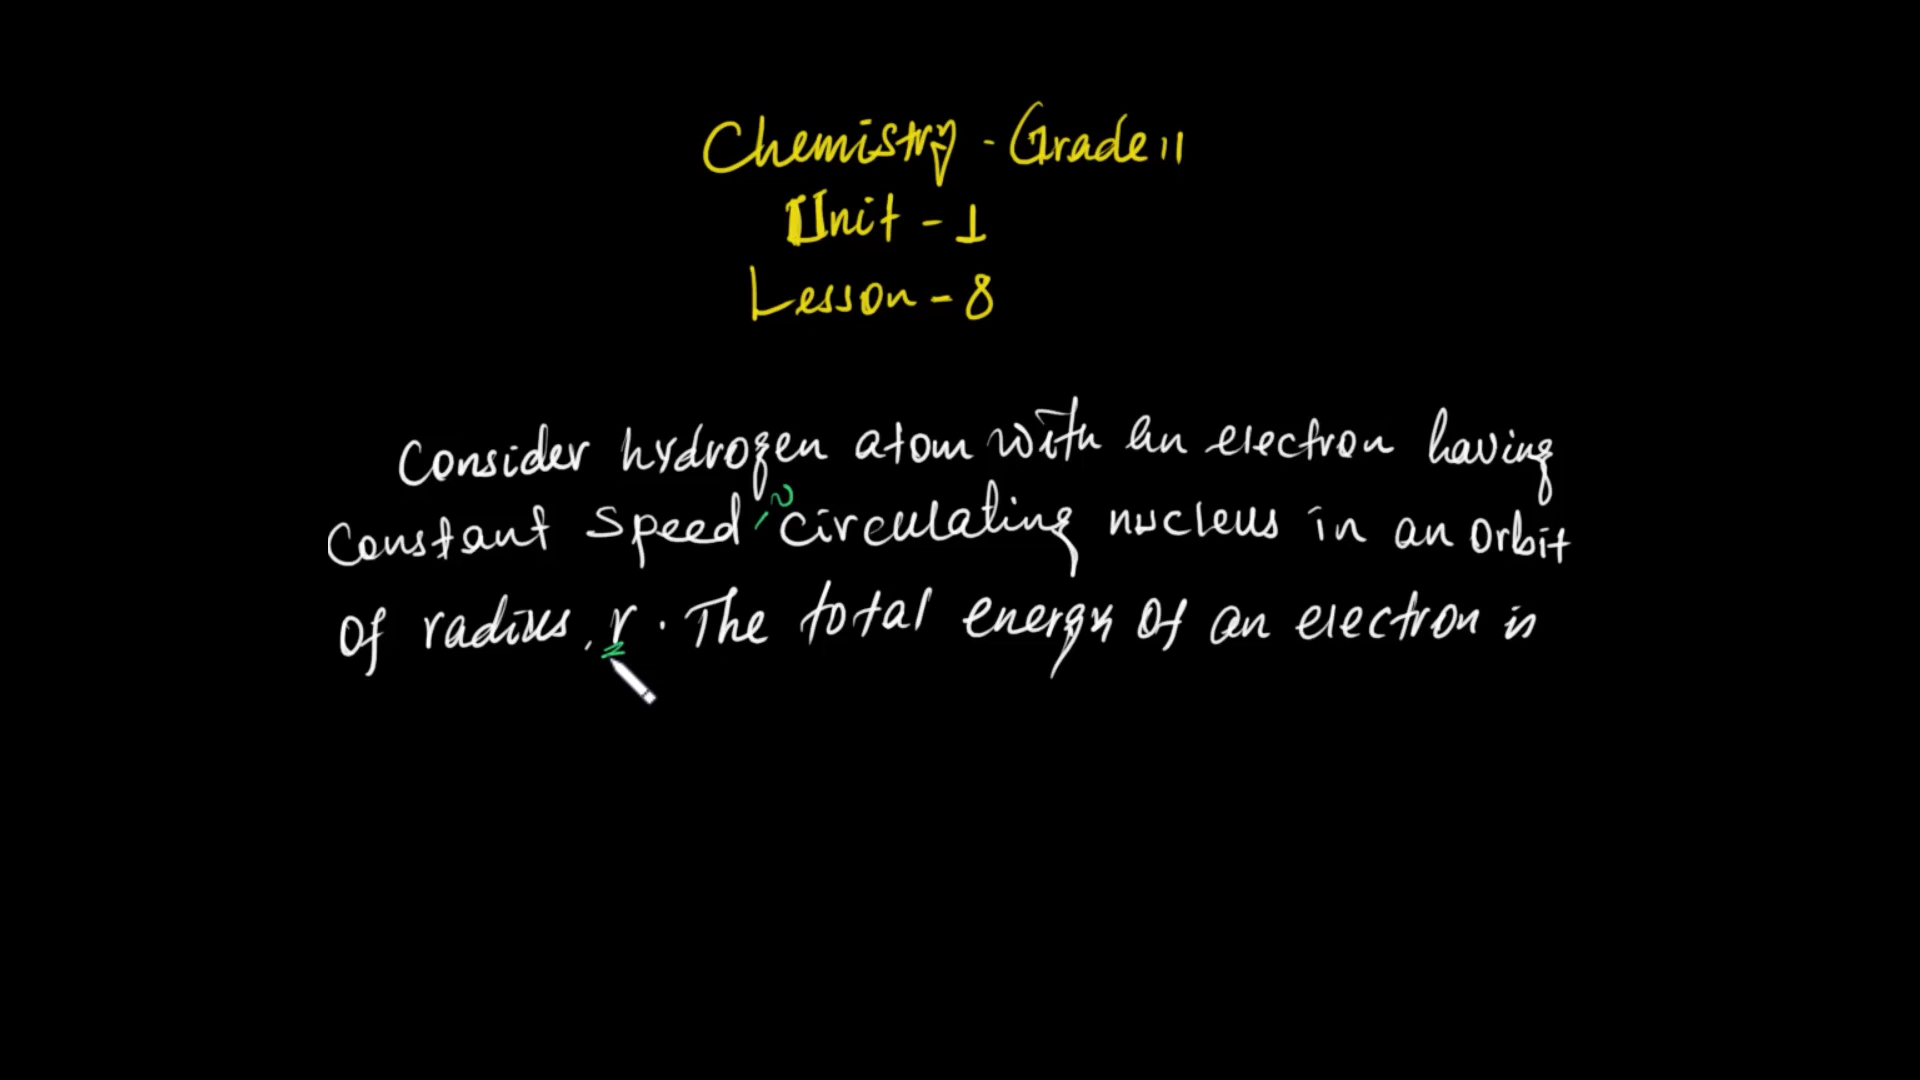 Chemistry - Grade 11
Unit - 1
Lesson - 8
Consider hydrogen atom with an electron having
Constant speed, v circulating nucleus in an orbit
of radius, r. The total energy of an electron is